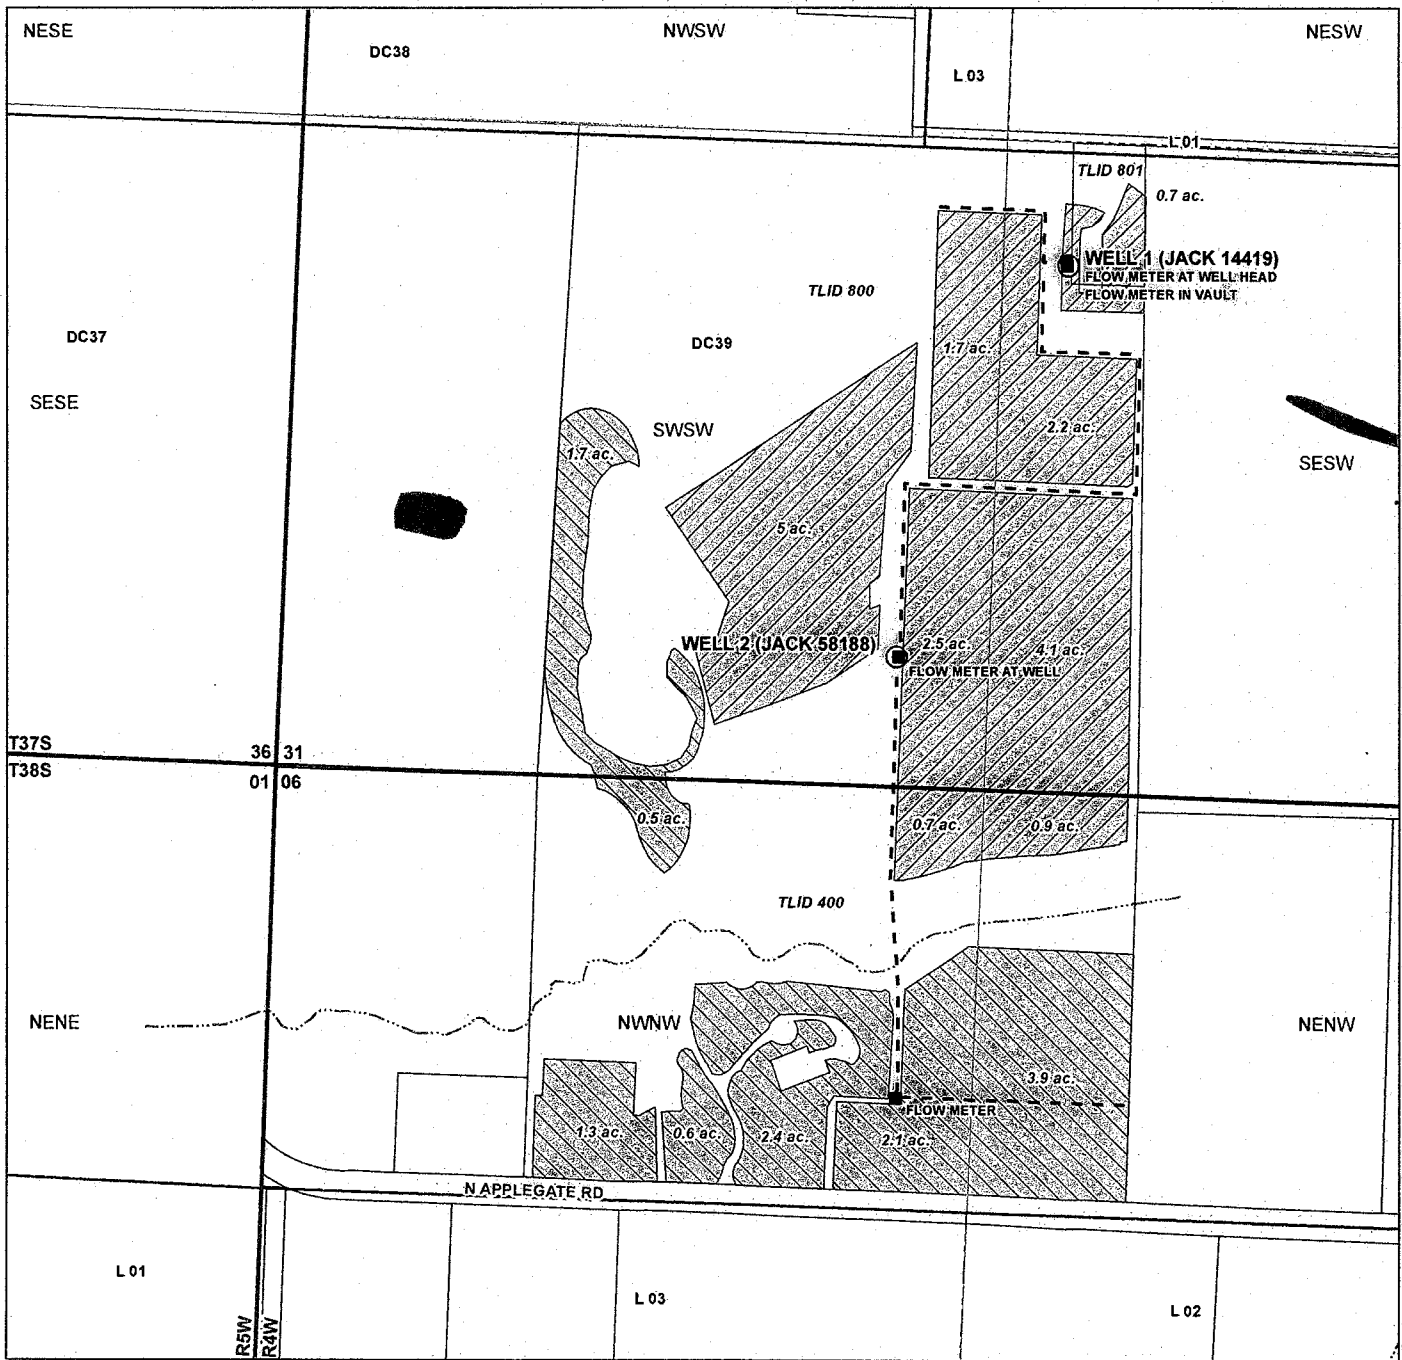 NESE
NWSW
NESW
DC38
L 03
L 01
TLID 801
0.7 ac.
WELL 1 (JACK 14419)
FLOW METER AT WELL HEAD
FLOW METER IN VAULT
TLID 800
DC37
DC39
1.7 ac.
SESE
SWSW
2.2 ac.
1.7 ac.
SESW
5 ac.
WELL 2 (JACK 58188)
2.5 ac.
4.1 ac.
FLOW METER AT WELL
T37S
36 31
T38S
01 06
0.5 ac.
0.7 ac.
0.9 ac.
TLID 400
NENE
NWNW
NENW
3.9 ac.
FLOW METER
1.3 ac.
0.6 ac.
2.4 ac.
2.1 ac.
N APPLEGATE RD
L 01
L 03
L 02
R5W
R4W